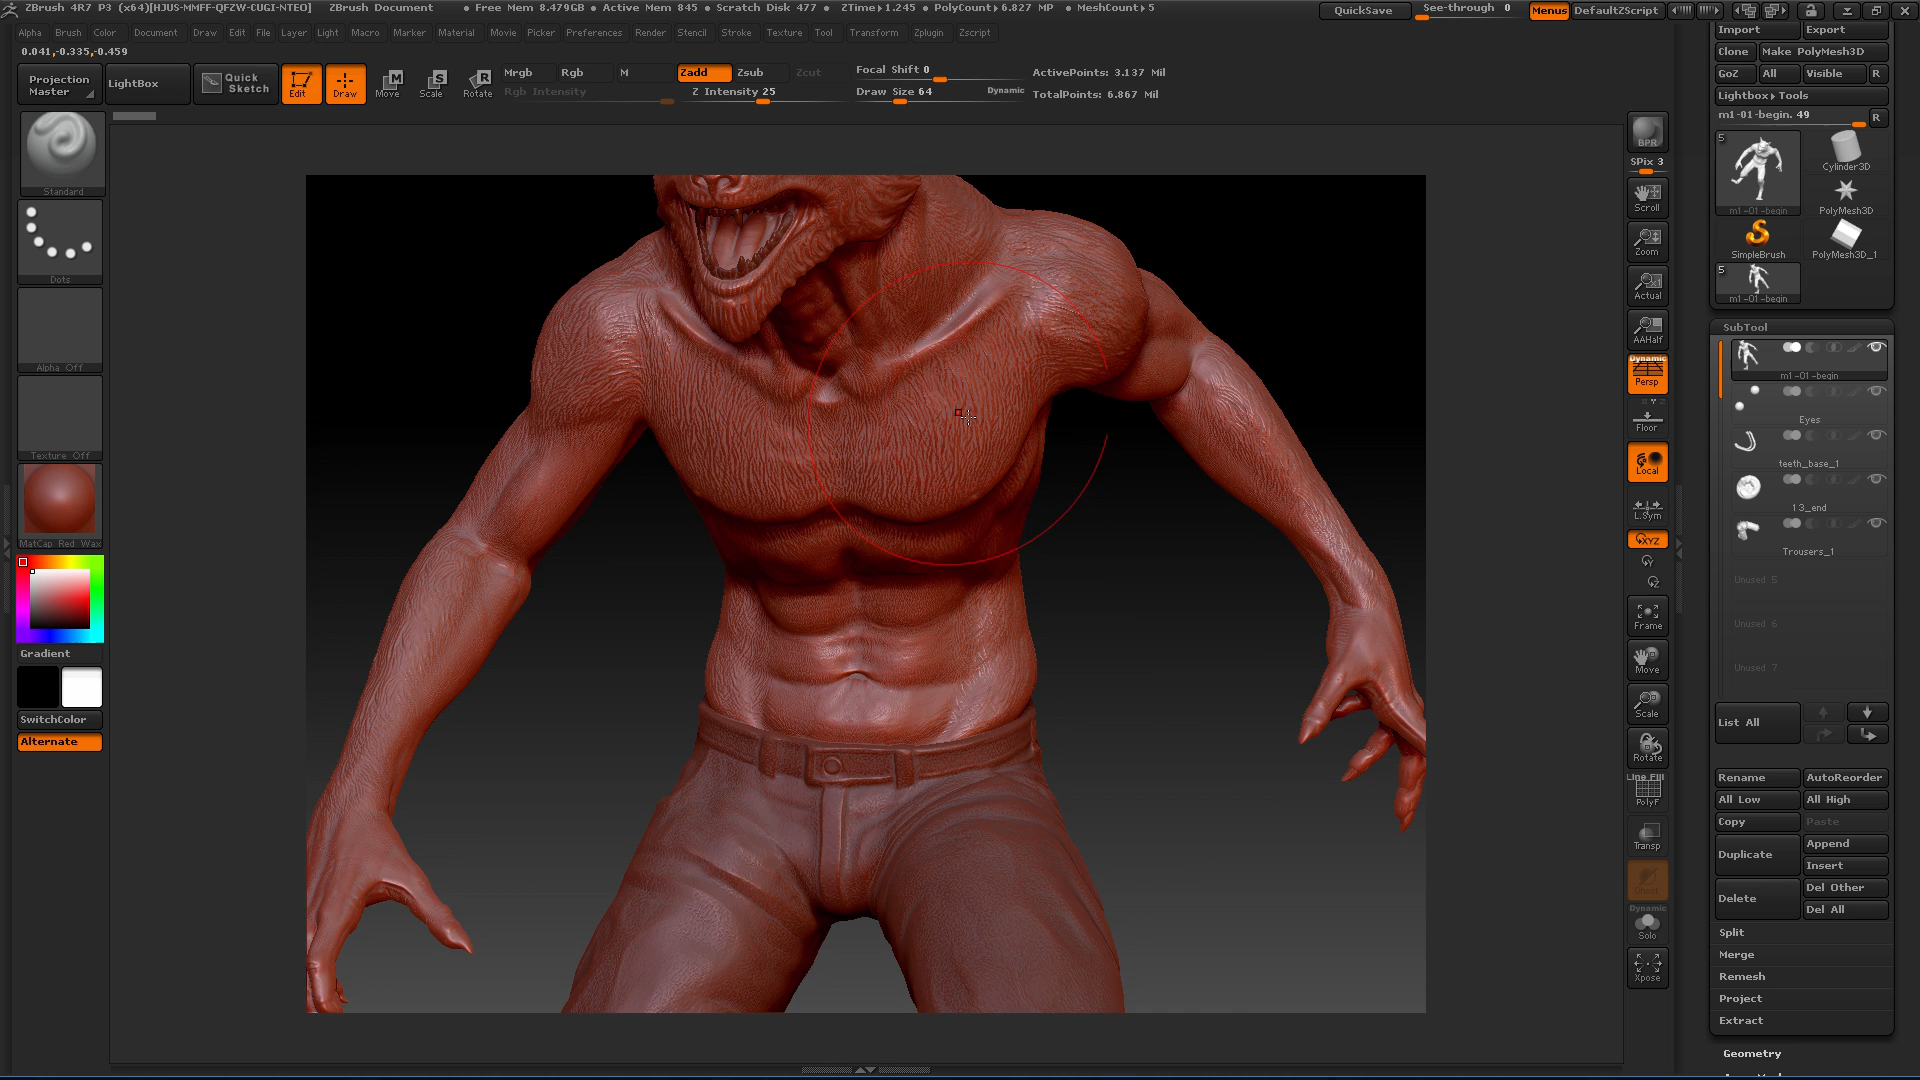 ZBrush 4R7 P3 (x64)[HJUS-MMFF-QFZW-CUGI-NTEO] ZBrush Document • Free Mem 8.479GB • Active Mem 845 • Scratch Disk 477 • ZTime▸1.245 • PolyCount▸6.827 MP • MeshCount▸5 QuickSave See-through 0 Menus DefaultZScript
Alpha Brush Color Document Draw Edit File Layer Light Macro Marker Material Movie Picker Preferences Render Stencil Stroke Texture Tool Transform Zplugin Zscript
0.041,-0.335,-0.459
Projection Master
LightBox
Quick Sketch
Edit
Draw
Move
Scale
Rotate
Mrgb Rgb M Zadd Zsub Zcut
Rgb Intensity Z Intensity 25
Focal Shift 0
Draw Size 64 Dynamic
ActivePoints: 3.137 Mil
TotalPoints: 6.867 Mil
M
S
R
Standard
Dots
Alpha Off
Texture Off
MatCap Red Wax
Gradient
SwitchColor
Alternate
BPR
SPix 3
Scroll
Zoom
Actual
AAHalf
Dynamic
Persp
Floor
Local
L.Sym
XYZ
Y
Z
Frame
Move
Scale
Rotate
Line Fill
PolyF
Transp
Ghost
Dynamic
Solo
Xpose
Import Export
Clone Make PolyMesh3D
GoZ All Visible R
Lightbox▸Tools
m1-01-begin. 49 R
5
m1-01-begin
Cylinder3D
PolyMesh3D
SimpleBrush
PolyMesh3D_1
5
m1-01-begin
SubTool
m1-01-begin
Eyes
teeth_base_1
13_end
Trousers_1
Unused 5
Unused 6
Unused 7
List All
Rename AutoReorder
All Low All High
Copy Paste
Duplicate Append
Insert
Delete Del Other
Del All
Split
Merge
Remesh
Project
Extract
Geometry